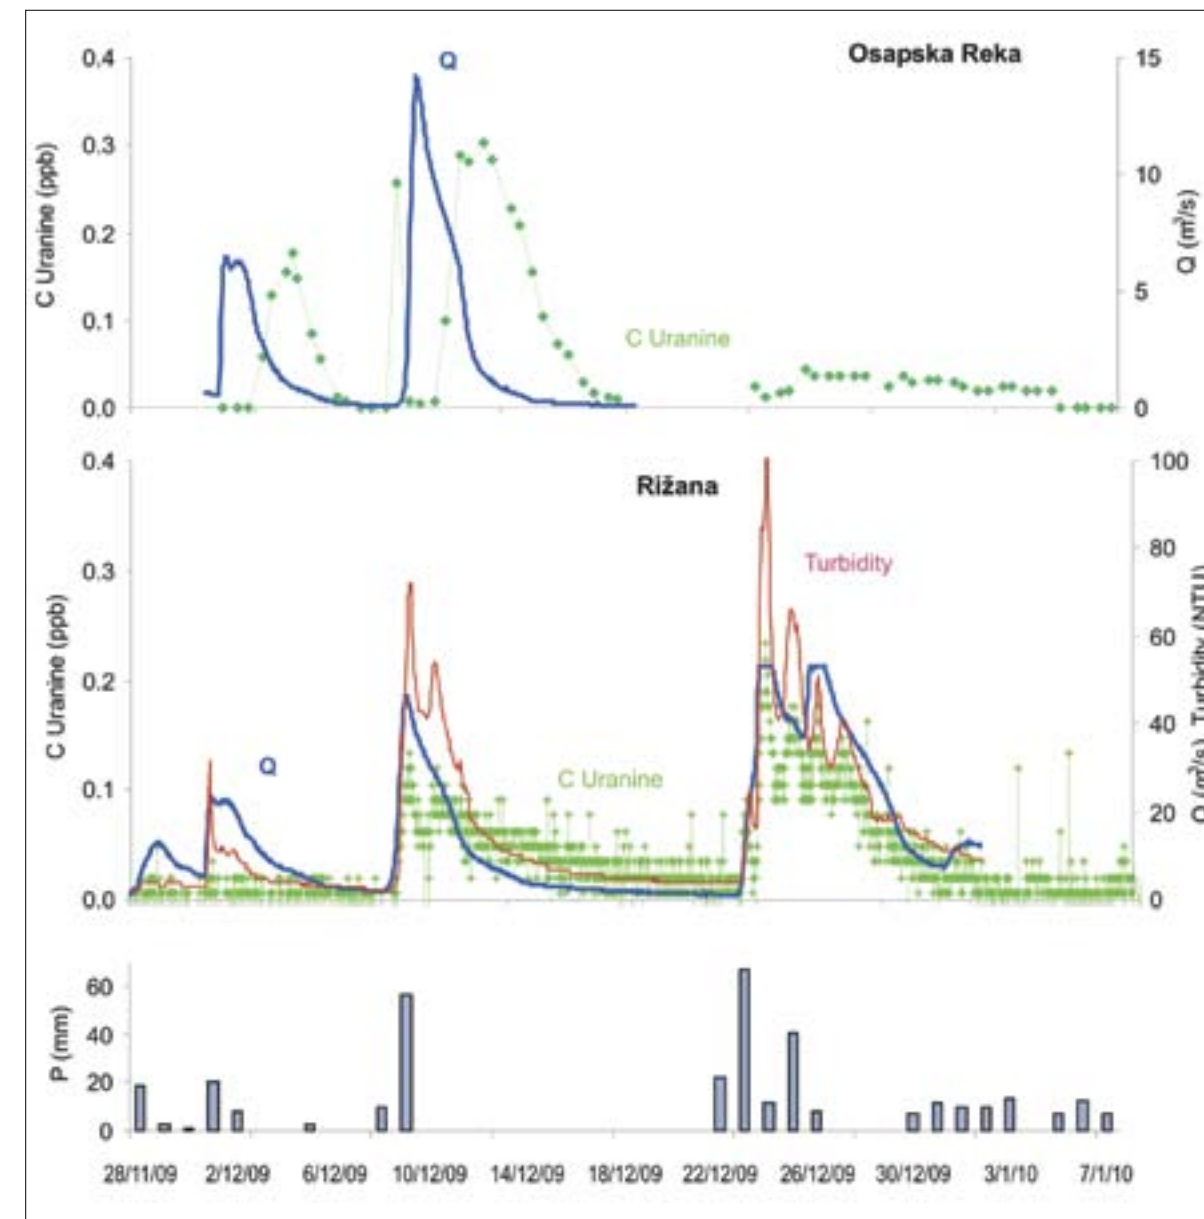 Osapska Reka
Q
C Uranine (ppb)
0.4
0.3
0.2
0.1
0.0
C Uranine
Q (m³/s)
15
10
5
0
Rižana
C Uranine (ppb)
0.4
0.3
0.2
0.1
0.0
Q
C Uranine
Turbidity
100
80
60
40
20
0
Q (m³/s), Turbidity (NTU)
P (mm)
60
40
20
0
28/11/09 2/12/09 6/12/09 10/12/09 14/12/09 18/12/09 22/12/09 26/12/09 30/12/09 3/1/10 7/1/10